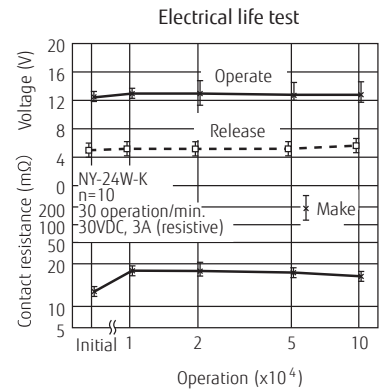 Electrical life test
Voltage (V)
20
16
12
8
4
0
Operate
Release
Contact resistance (mΩ)
NY-24W-K
n=10
30 operation/min.
30VDC, 3A (resistive)
Make
200
100
50
20
10
5
Initial 1 2 5 10
Operation (x10⁴)